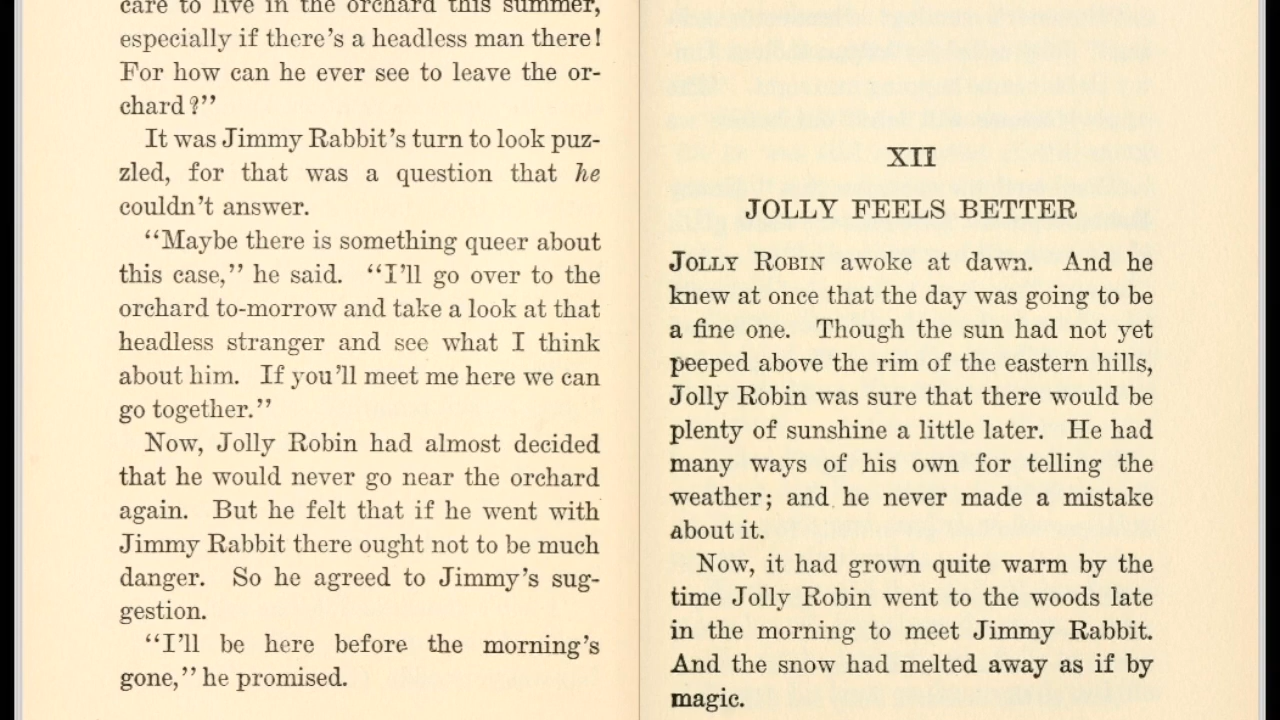 care to live in the orchard this summer,
especially if there's a headless man there!
For how can he ever see to leave the or-
chard?"
It was Jimmy Rabbit's turn to look puz-
zled, for that was a question that he
couldn't answer.
"Maybe there is something queer about
this case," he said. "I'll go over to the
orchard to-morrow and take a look at that
headless stranger and see what I think
about him. If you'll meet me here we can
go together."
Now, Jolly Robin had almost decided
that he would never go near the orchard
again. But he felt that if he went with
Jimmy Rabbit there ought not to be much
danger. So he agreed to Jimmy's sug-
gestion.
"I'll be here before the morning's
gone," he promised.
XII
JOLLY FEELS BETTER
JOLLY ROBIN awoke at dawn. And he
knew at once that the day was going to be
a fine one. Though the sun had not yet
peeped above the rim of the eastern hills,
Jolly Robin was sure that there would be
plenty of sunshine a little later. He had
many ways of his own for telling the
weather; and he never made a mistake
about it.
Now, it had grown quite warm by the
time Jolly Robin went to the woods late
in the morning to meet Jimmy Rabbit.
And the snow had melted away as if by
magic.